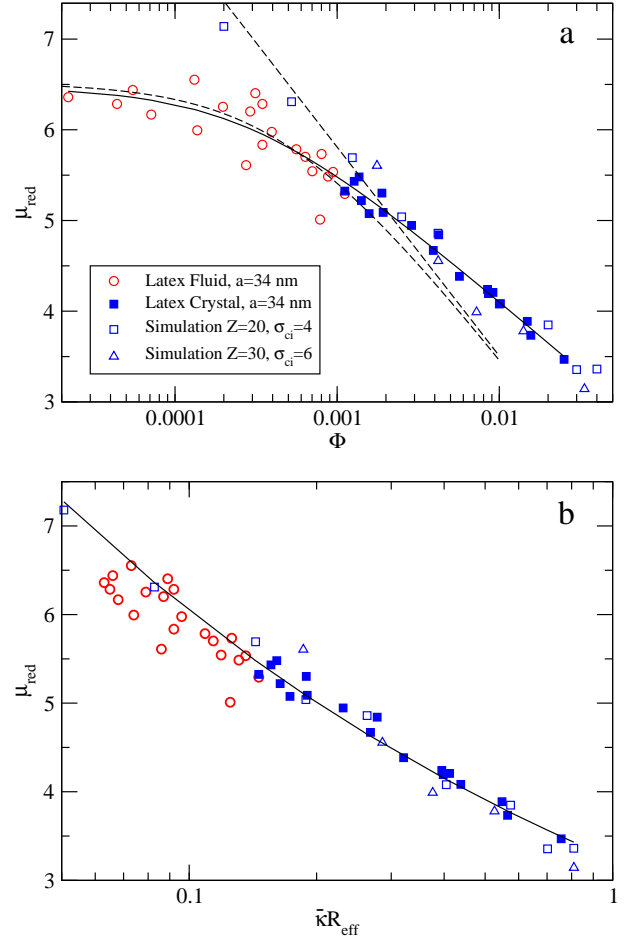 7
a
6
μred
5
Latex Fluid, a=34 nm
Latex Crystal, a=34 nm
Simulation Z=20, σci=4
Simulation Z=30, σci=6
4
3
0.0001
0.001
0.01
Φ
b
7
6
μred
5
4
3
0.1
1
κ̄Reff